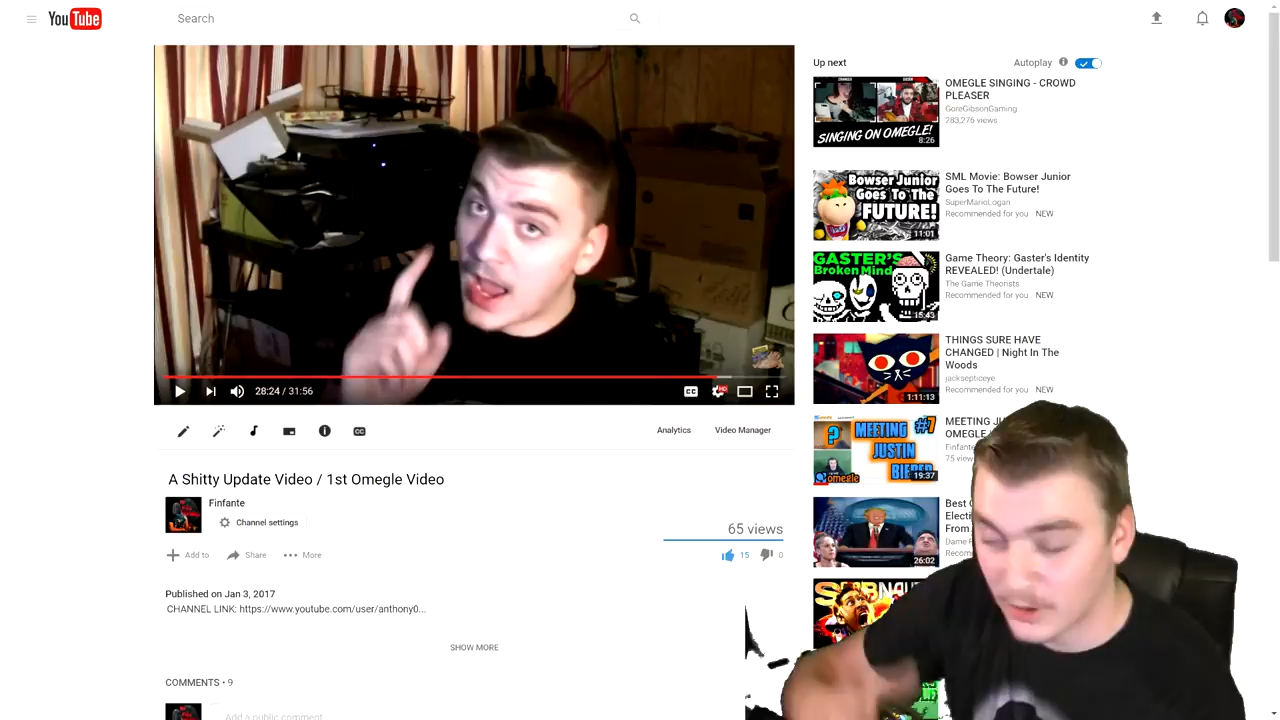 YouTube
Search
Up next
Autoplay
OMEGLE SINGING - CROWD
PLEASER
GoreGibsonGaming
283,276 views
SINGING ON OMEGLE!
8:26
SML Movie: Bowser Junior
Goes To The Future!
SuperMarioLogan
Recommended for you NEW
Bowser Junior
Goes To The
FUTURE!
11:01
Game Theory: Gaster's Identity
REVEALED! (Undertale)
The Game Theorists
Recommended for you NEW
GASTER'S
Broken Mind
15:43
THINGS SURE HAVE
CHANGED | Night In The
Woods
jacksepticeye
Recommended for you NEW
1:11:13
28:24 / 31:56
CC
HD
CC
Analytics
Video Manager
MEETING
OMEGLE
Finfante
75
MEETING #7
JUSTIN
BIEBER
omegle
19:37
A Shitty Update Video / 1st Omegle Video
Finfante
Channel settings
65 views
Add to
Share
More
15
0
Best
From
26:02
Published on Jan 3, 2017
CHANNEL LINK: https://www.youtube.com/user/anthony0...
SHOW MORE
COMMENTS • 9
Add a public comment